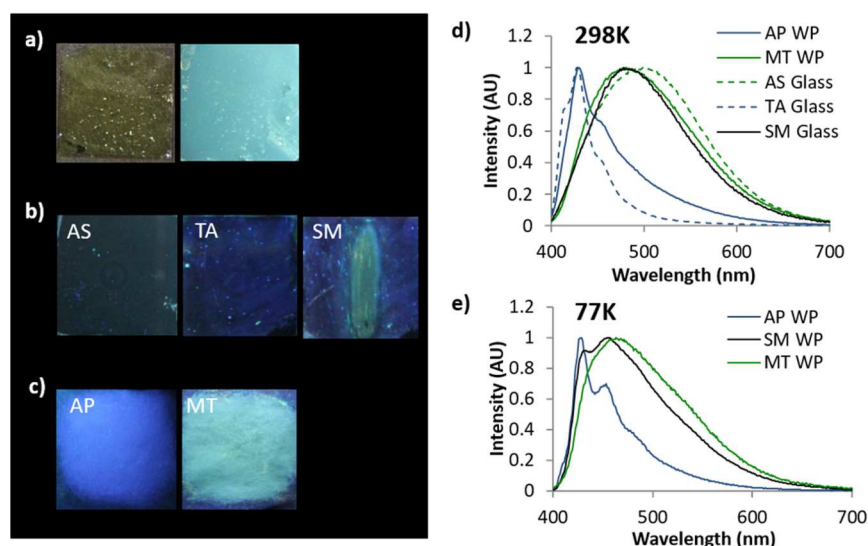 a)
b)
AS TA SM
c)
AP MT
d)
298K
AP WP
MT WP
AS Glass
TA Glass
SM Glass
Intensity (AU)
1.2
1
0.8
0.6
0.4
0.2
0
400 500 600 700
Wavelength (nm)
e)
77K
AP WP
SM WP
MT WP
Intensity (AU)
1.2
1
0.8
0.6
0.4
0.2
0
400 500 600 700
Wavelength (nm)